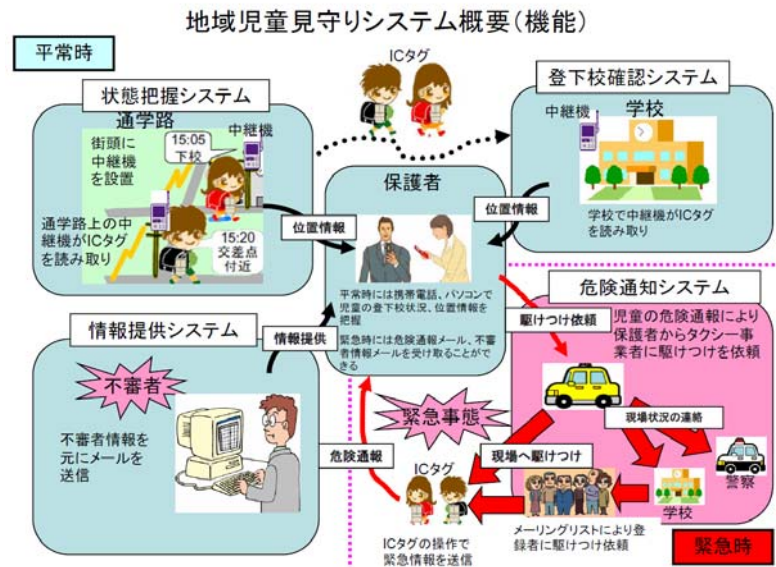 地域児童見守りシステム概要（機能）
平常時
ICタグ
状態把握システム
通学路
街頭に
中継機
を設置
15:05
下校
中継機
通学路上の中
継機がICタグ
を読み取り
15:20
交差点
付近
登下校確認システム
学校
中継機
学校で中継機がICタグ
を読み取り
保護者
位置情報
位置情報
平常時には携帯電話、パソコンで
児童の登下校状況、位置情報を
把握
緊急時には危険通報メール、不審
者情報メールを受け取ることがで
きる
情報提供システム
情報提供
不審者
不審者情報を
元にメールを
送信
危険通知システム
児童の危険通報により
保護者からタクシー事
業者に駆けつけを依頼
駆けつけ依頼
緊急事態
現場状況の連絡
危険通報
ICタグ
現場へ駆けつけ
警察
学校
ICタグの操作で
緊急情報を送信
メーリングリストにより登
録者に駆けつけ依頼
緊急時